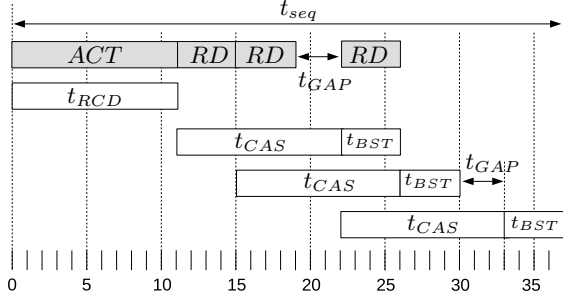 t_seq
ACT RD RD RD
t_GAP
t_RCD
t_CAS t_BST
t_GAP
t_CAS t_BST
t_CAS t_BST
0 5 10 15 20 25 30 35